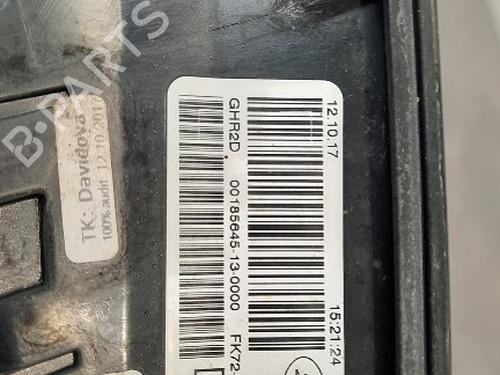 B-PARTS
TK: Davidova
100% audit 12.10.2017
12.10.17
15:21:24
GHR2D 00185645-13-0000 FK72-